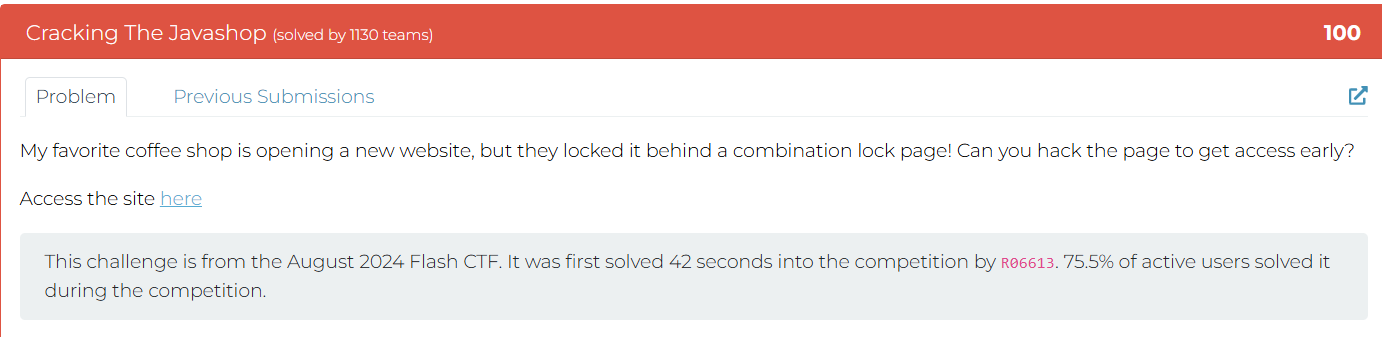 Cracking The Javashop (solved by 1130 teams) 100
Problem Previous Submissions
My favorite coffee shop is opening a new website, but they locked it behind a combination lock page! Can you hack the page to get access early?
Access the site here
This challenge is from the August 2024 Flash CTF. It was first solved 42 seconds into the competition by R06613. 75.5% of active users solved it
during the competition.